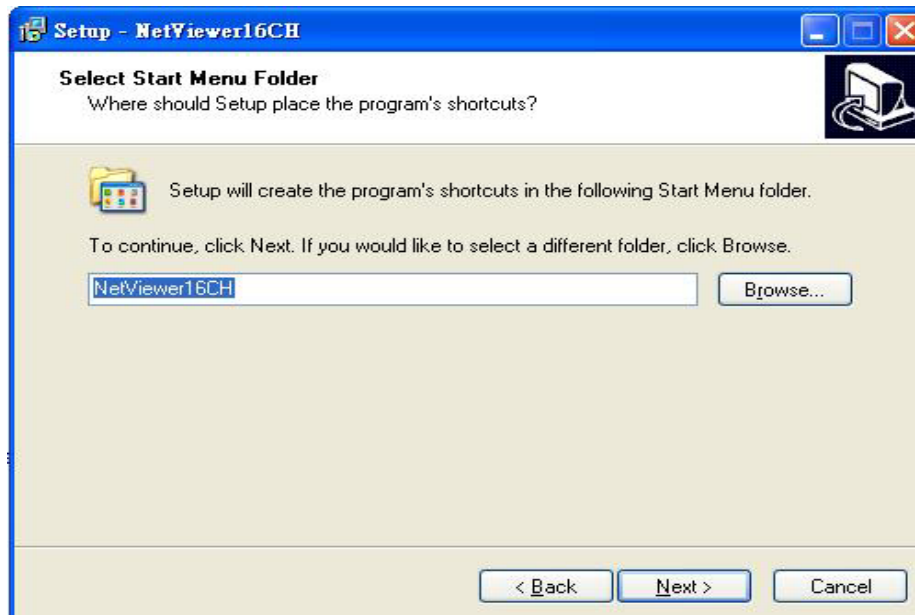 Setup - NetViewer16CH
Select Start Menu Folder
Where should Setup place the program's shortcuts?
Setup will create the program's shortcuts in the following Start Menu folder.
To continue, click Next. If you would like to select a different folder, click Browse.
NetViewer16CH
Browse...
< Back
Next >
Cancel